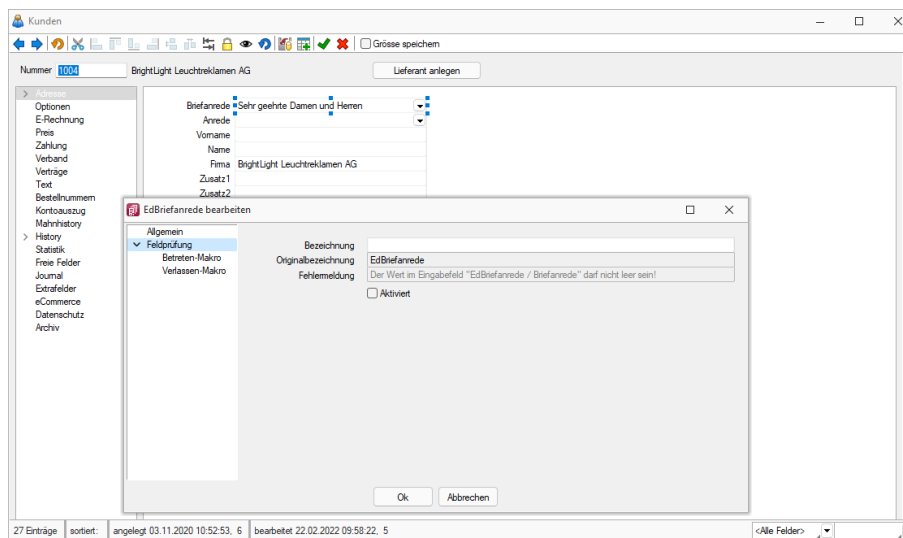 Kunden
Grösse speichern
Nummer 1004 BrightLight Leuchtreklamen AG Lieferant anlegen
Adresse
Optionen
E-Rechnung
Preis
Zahlung
Verband
Verträge
Text
Bestellnummern
Kontoauszug
Mahnhistory
History
Statistik
Freie Felder
Journal
Extrafelder
eCommerce
Datenschutz
Archiv
Briefanrede Sehr geehrte Damen und Herren
Anrede
Vorname
Name
Firma BrightLight Leuchtreklamen AG
Zusatz1
Zusatz2
EdBriefanrede bearbeiten
Allgemein
Feldprüfung
Betreten-Makro
Verlassen-Makro
Bezeichnung
Originalbezeichnung EdBriefanrede
Fehlermeldung Der Wert im Eingabefeld "EdBriefanrede / Briefanrede" darf nicht leer sein!
Aktiviert
Ok Abbrechen
27 Einträge sortiert: angelegt 03.11.2020 10:52:53, 6 bearbeitet 22.02.2022 09:58:22, 5 <Alle Felder>